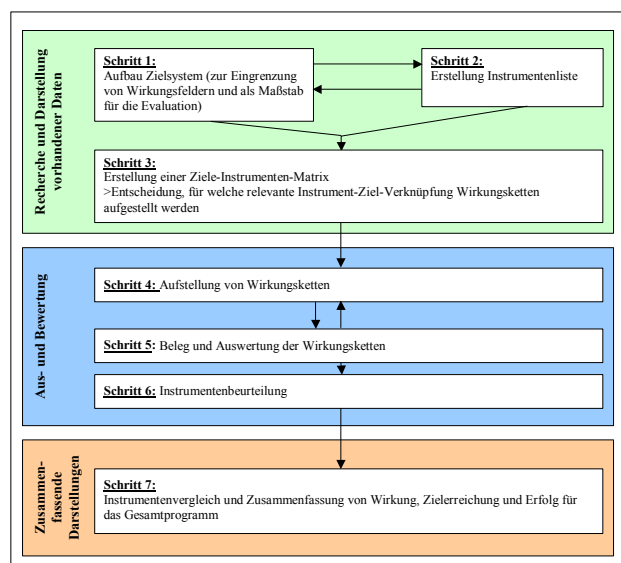 Recherche und Darstellung
vorhandener Daten
Schritt 1:
Aufbau Zielsystem (zur Eingrenzung
von Wirkungsfeldern und als Maßstab
für die Evaluation)
Schritt 2:
Erstellung Instrumentenliste
Schritt 3:
Erstellung einer Ziele-Instrumenten-Matrix
>Entscheidung, für welche relevante Instrument-Ziel-Verknüpfung Wirkungsketten
aufgestellt werden
Aus- und Bewertung
Schritt 4: Aufstellung von Wirkungsketten
Schritt 5: Beleg und Auswertung der Wirkungsketten
Schritt 6: Instrumentenbeurteilung
Zusammen-
fassende
Darstellungen
Schritt 7:
Instrumentenvergleich und Zusammenfassung von Wirkung, Zielerreichung und Erfolg für
das Gesamtprogramm